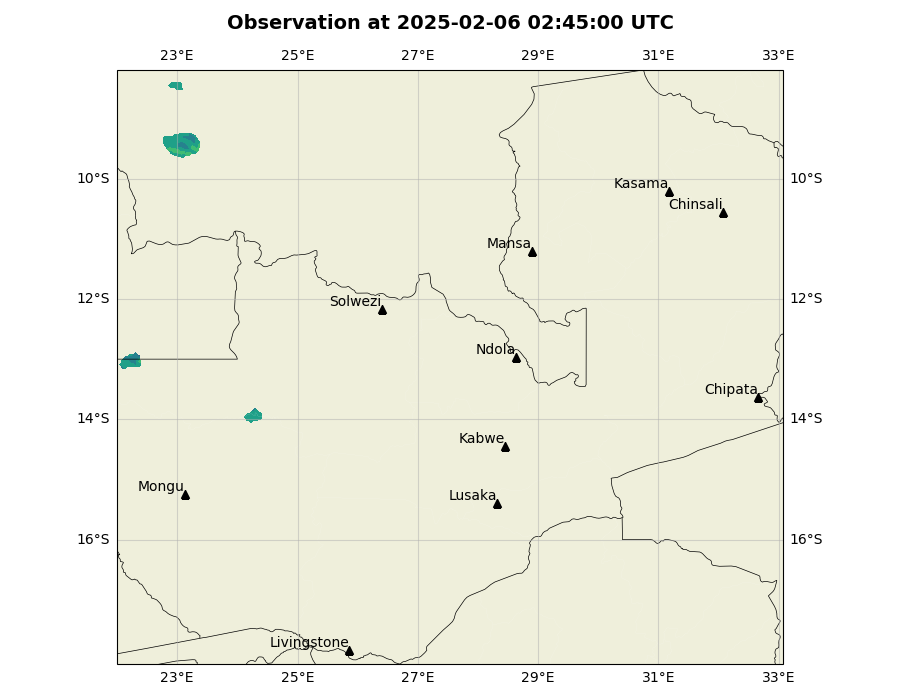 Observation at 2025-02-06 02:45:00 UTC
23°E 25°E 27°E 29°E 31°E 33°E
10°S 10°S
Kasama
Chinsali
Mansa
12°S 12°S
Solwezi
Ndola
Chipata
14°S 14°S
Kabwe
Mongu
Lusaka
16°S 16°S
Livingstone
23°E 25°E 27°E 29°E 31°E 33°E